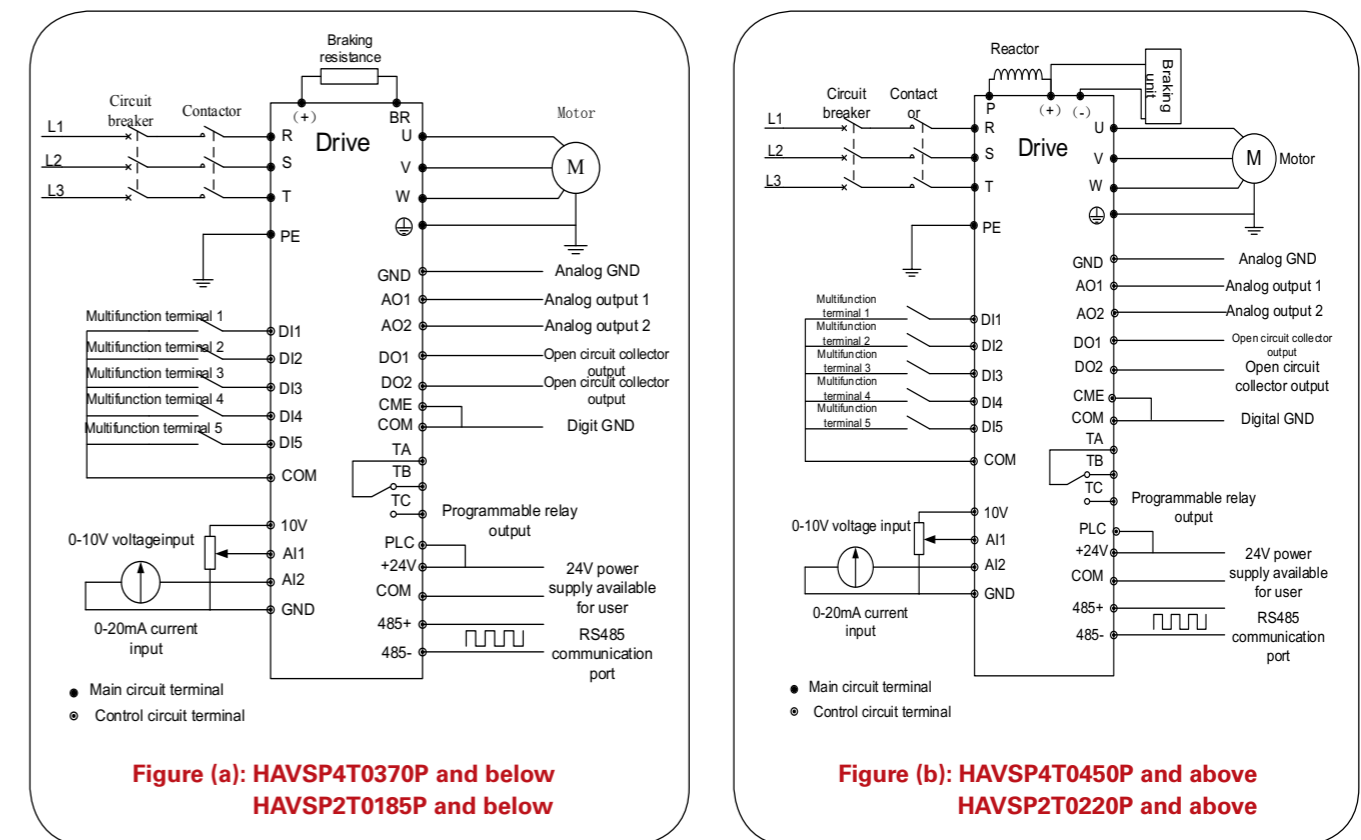 Braking
resistance
Circuit
breaker
Contactor
(+)
BR
Motor
L1
R
Drive
U
L2
S
V
M
L3
T
W
PE
GND
Analog GND
AO1
Analog output 1
AO2
Analog output 2
Multifunction terminal 1
DI1
Multifunction terminal 2
DI2
Multifunction terminal 3
DI3
Multifunction terminal 4
DI4
Multifunction terminal 5
DI5
COM
DO1
Open circuit collector
output
DO2
Open circuit collector
output
CME
COM
Digit GND
TA
TB
TC
Programmable relay
output
10V
0-10V voltageinput
AI1
AI2
GND
0-20mA current
input
PLC
+24V
COM
24V power
supply available
for user
485+
485-
RS485
communication
port
Main circuit terminal
Control circuit terminal
Figure (a): HAVSP4T0370P and below
HAVSP2T0185P and below
Reactor
Braking
unit
Circuit
breaker
Contact
or
P
(+)
(-)
L1
R
Drive
U
L2
S
V
M
Motor
L3
T
W
PE
GND
Analog GND
AO1
Analog output 1
AO2
Analog output 2
Multifunction
terminal 1
DI1
Multifunction
terminal 2
DI2
Multifunction
terminal 3
DI3
Multifunction
terminal 4
DI4
Multifunction
terminal 5
DI5
COM
DO1
Open circuit collector
output
DO2
Open circuit
collector output
CME
COM
Digital GND
TA
TB
TC
Programmable relay
output
10V
0-10V voltage input
AI1
AI2
GND
0-20mA current
input
PLC
+24V
COM
24V power
supply available
for user
485+
485-
RS485
communication
port
Main circuit terminal
Control circuit terminal
Figure (b): HAVSP4T0450P and above
HAVSP2T0220P and above